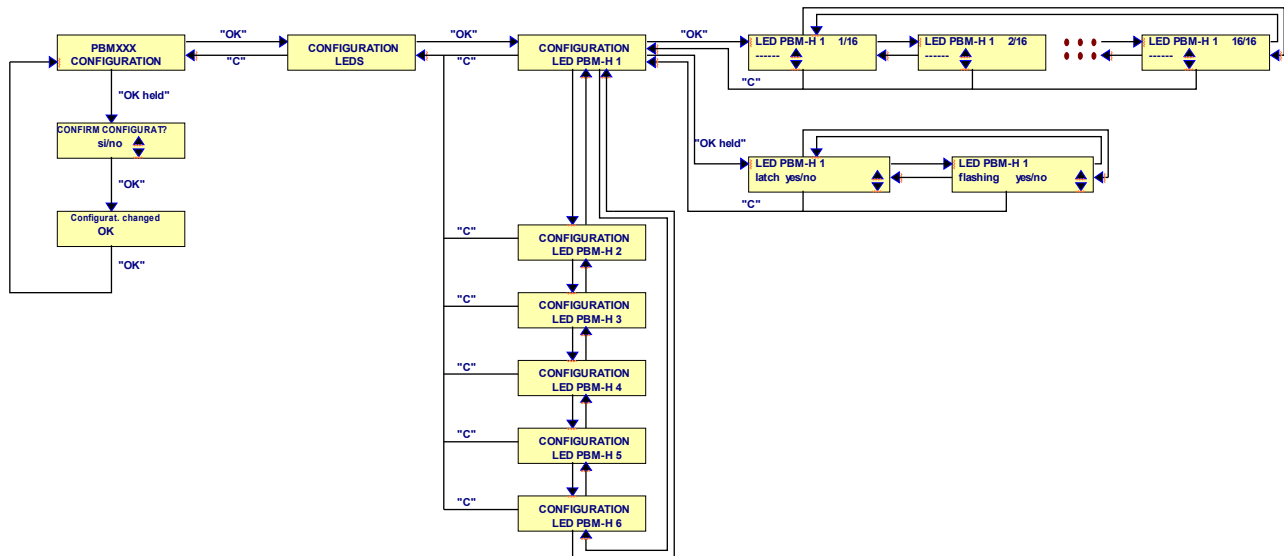 PBMXXX
CONFIGURATION
"OK"
"C"
CONFIGURATION
LEDS
"OK"
"C"
CONFIGURATION
LED PBM-H 1
"OK"
"C"
LED PBM-H 1 1/16
------
LED PBM-H 1 2/16
------
LED PBM-H 1 16/16
------
"OK held"
CONFIRM CONFIGURAT?
si/no
"OK"
Configurat. changed
OK
"OK"
"OK held"
"C"
LED PBM-H 1
latch yes/no
LED PBM-H 1
flashing yes/no
"C"
CONFIGURATION
LED PBM-H 2
"C"
CONFIGURATION
LED PBM-H 3
"C"
CONFIGURATION
LED PBM-H 4
"C"
CONFIGURATION
LED PBM-H 5
"C"
CONFIGURATION
LED PBM-H 6